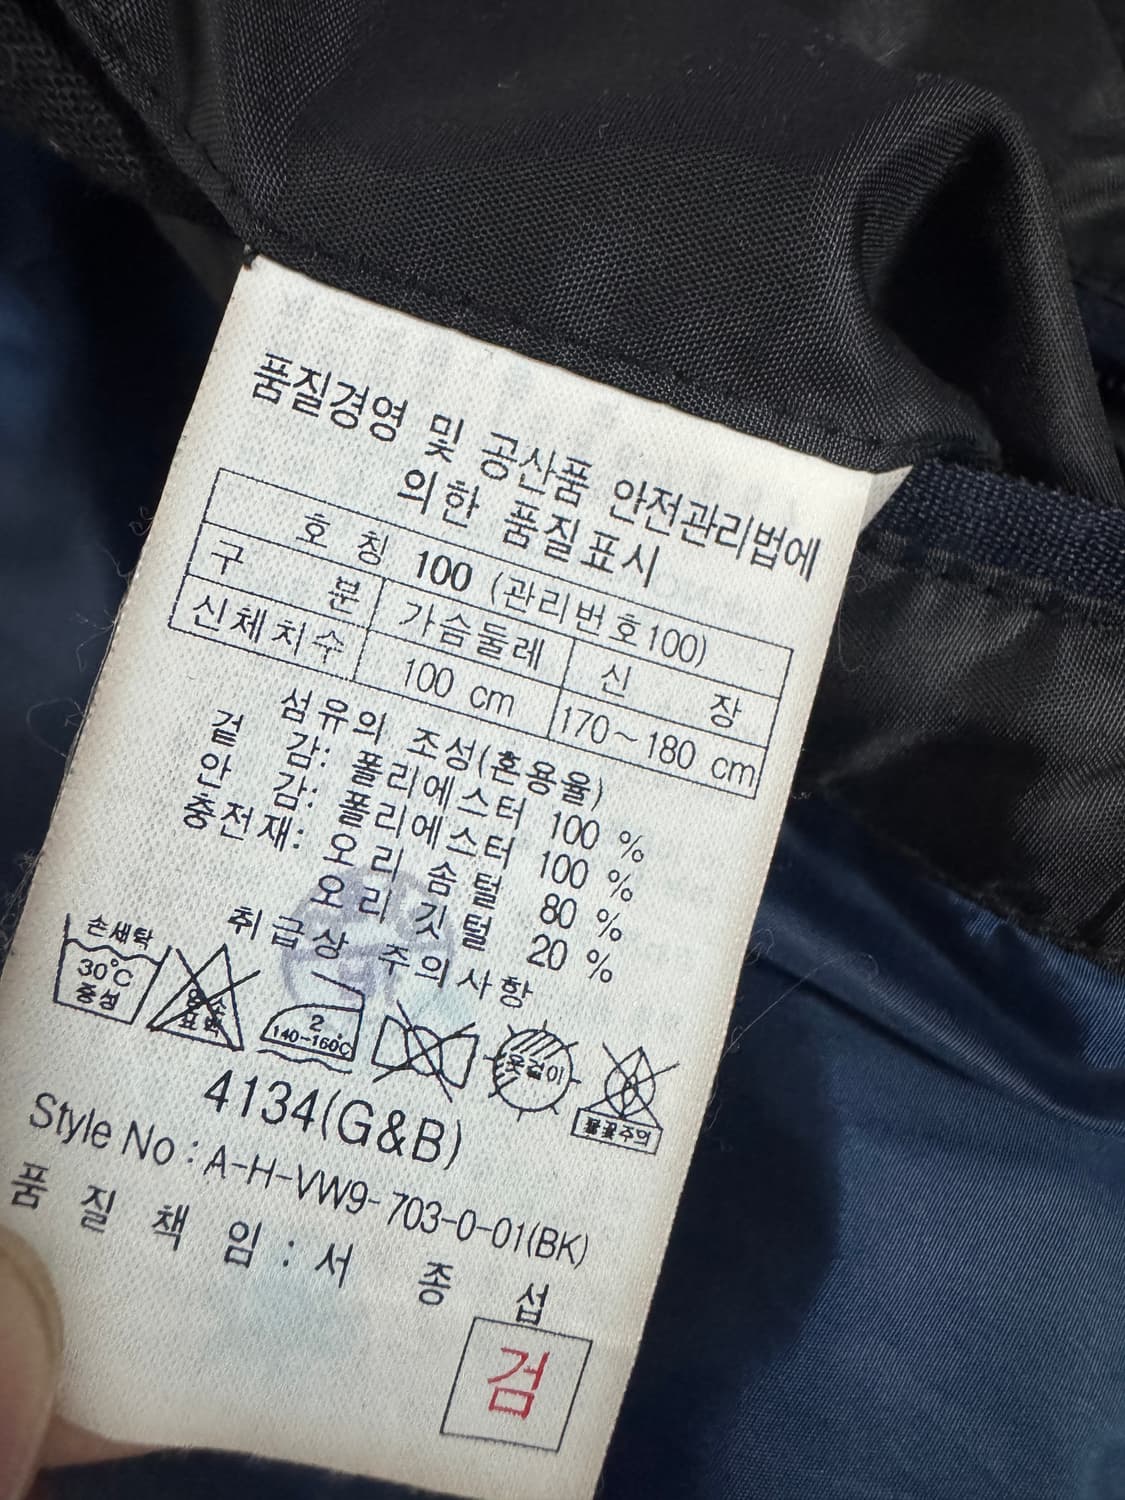 품질경영 및 공산품 안전관리법에
의한 품질표시
호 칭 100 (관리번호100)
구 분 가슴둘레 신 장
신체치수 100 cm 170~180 cm
섬유의 조성(혼용율)
겉 감: 폴리에스터 100 %
안 감: 폴리에스터 100 %
충전재: 오리 솜털 80 %
오리 깃털 20 %
취급상 주의사항
손세탁
30°C
중성
염소
표백
2
140~160°C
옷걸이
불꽃주의
4134(G&B)
Style No : A-H-VW9-703-0-01(BK)
품 질 책 임 : 서 종 섭
검